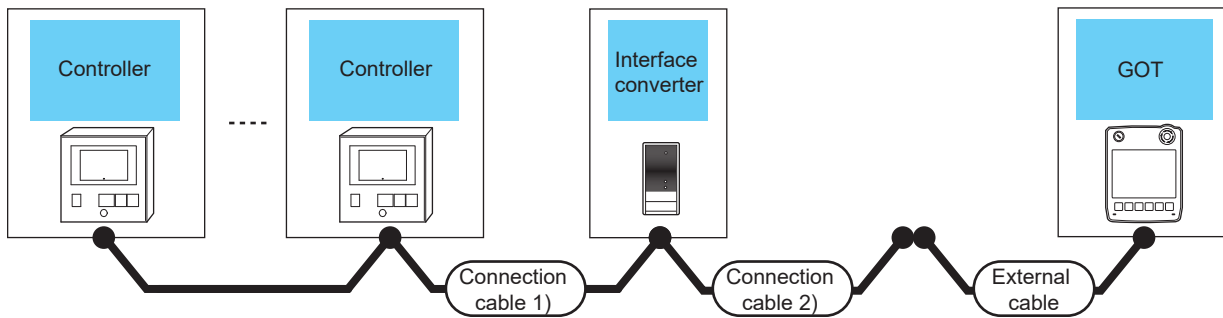 Controller
Controller
Interface
converter
GOT
Connection
cable 1)
Connection
cable 2)
External
cable